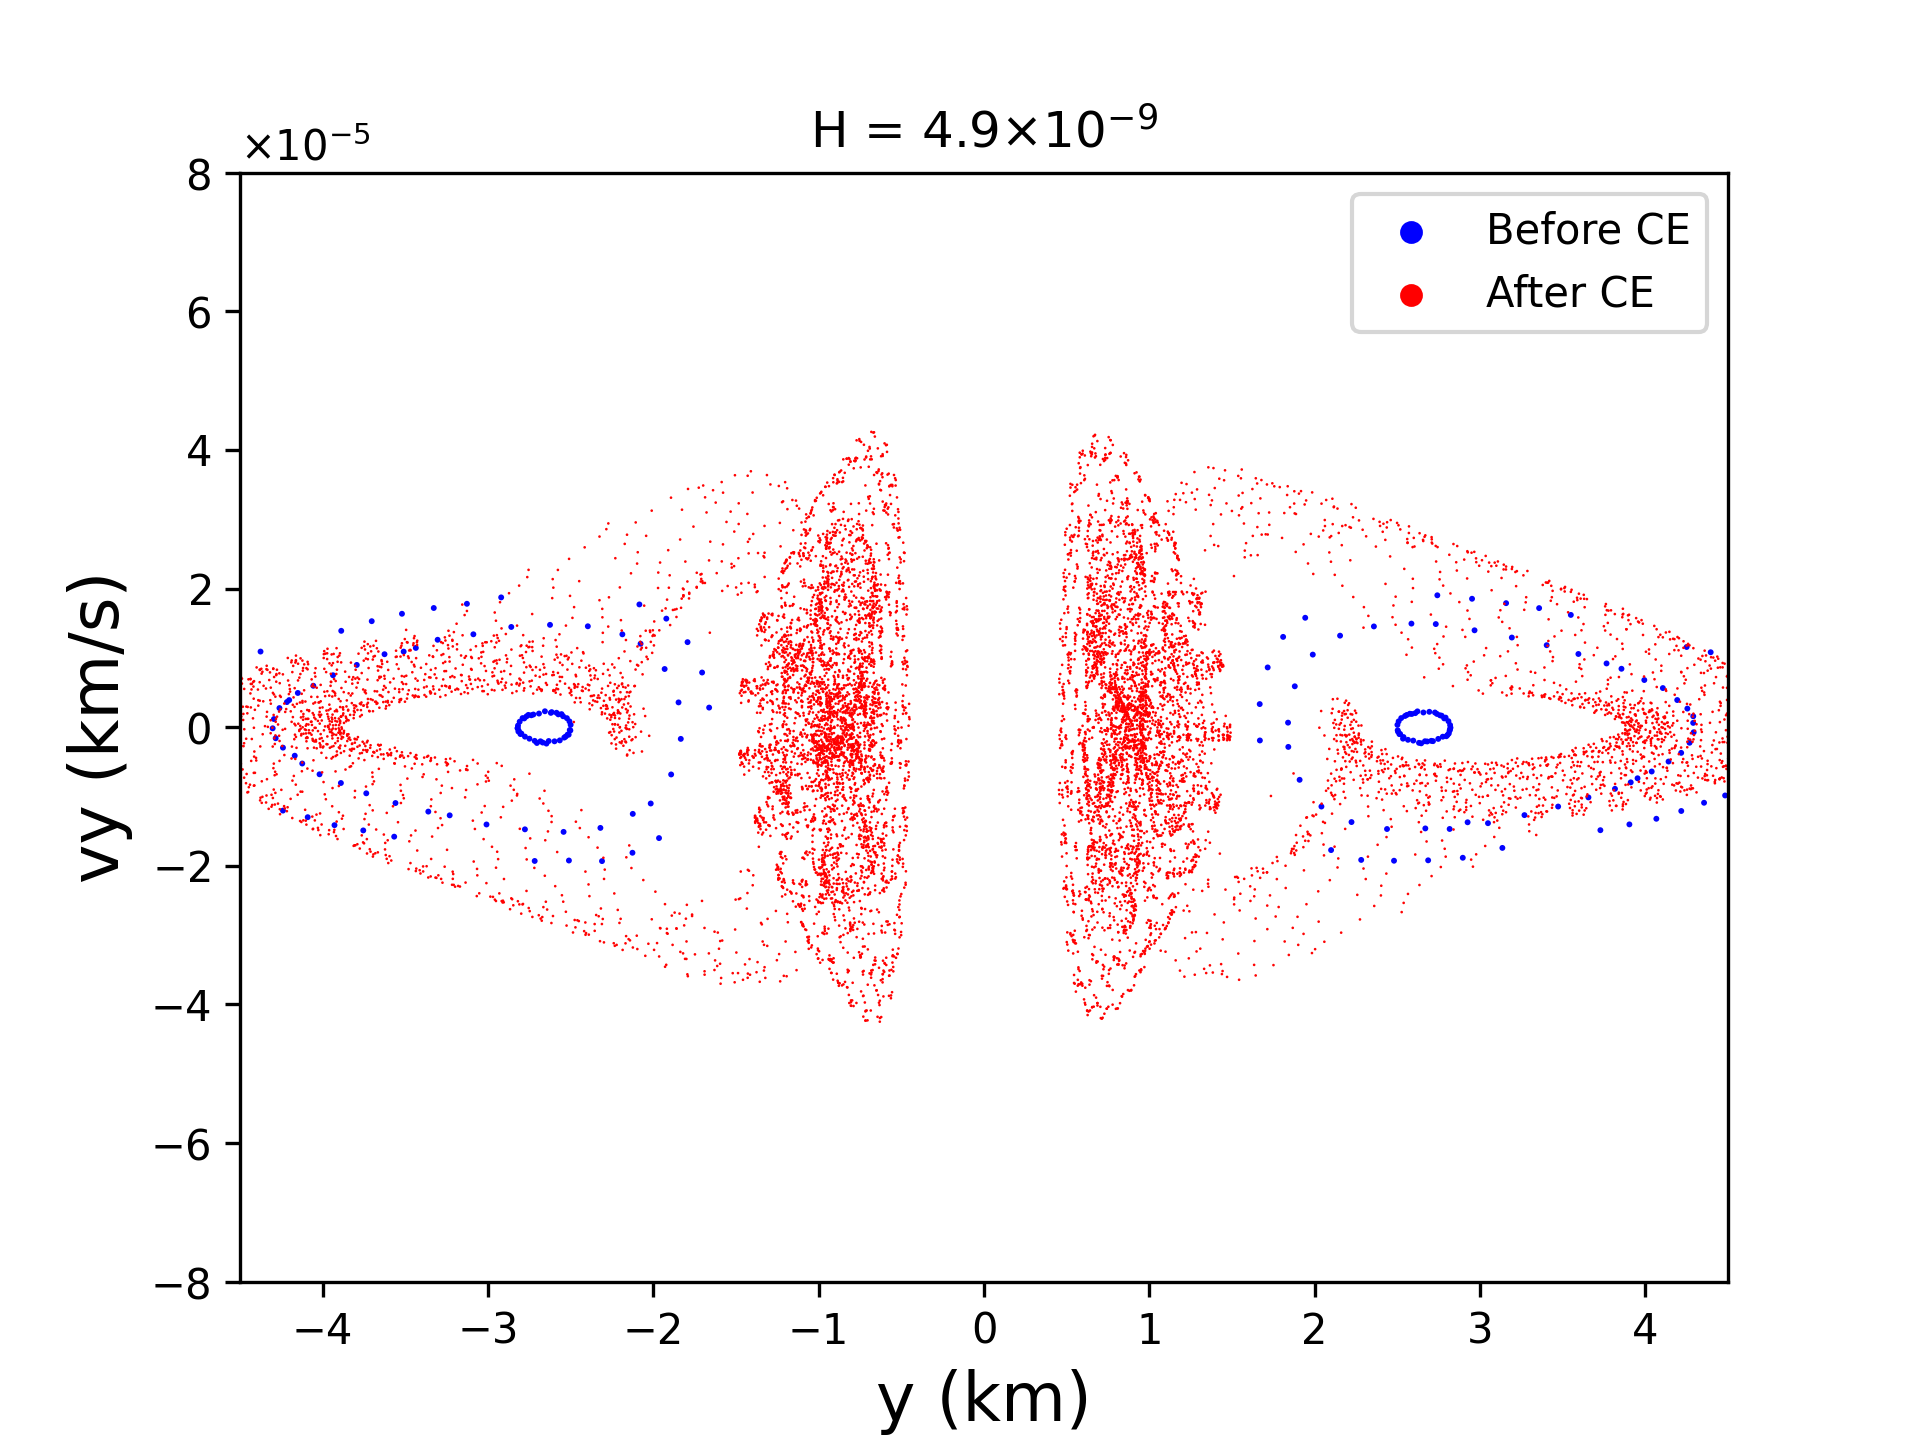 H = 4.9×10⁻⁹
×10⁻⁵
Before CE
After CE
8
6
4
2
0
−2
−4
−6
−8
vy (km/s)
−4 −3 −2 −1 0 1 2 3 4
y (km)